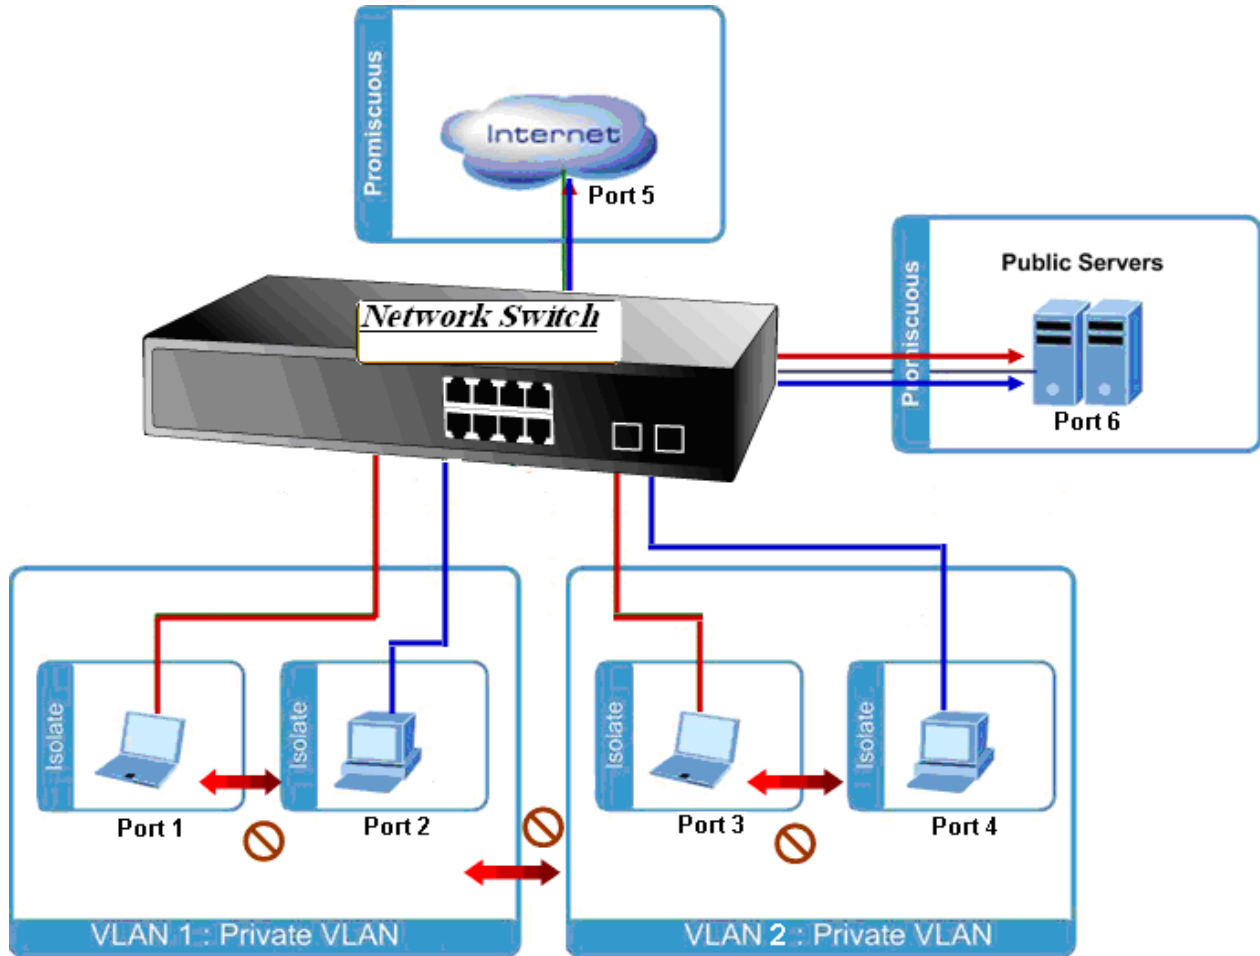 Promiscuous
Internet
Port 5
Network Switch
Promiscuous
Public Servers
Port 6
Isolate
Port 1
Isolate
Port 2
Isolate
Port 3
Isolate
Port 4
VLAN 1 : Private VLAN
VLAN 2 : Private VLAN